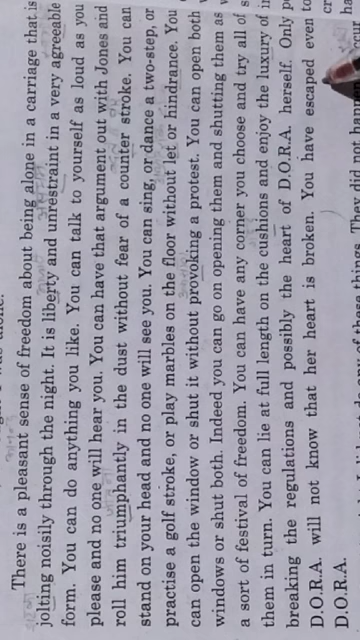 There is a pleasant sense of freedom about being alone in a carriage that is
jolting noisily through the night. It is liberty and unrestraint in a very agreeable
form. You can do anything you like. You can talk to yourself as loud as you
please and no one will hear you. You can have that argument out with Jones and
roll him triumphantly in the dust without fear of a counter stroke. You can
stand on your head and no one will see you. You can sing, or dance a two-step, or
practise a golf stroke, or play marbles on the floor without let or hindrance. You
can open the window or shut it without provoking a protest. You can open both
windows or shut both. Indeed you can go on opening them and shutting them as
a sort of festival of freedom. You can have any corner you choose and try all of
them in turn. You can lie at full length on the cushions and enjoy the luxury of
breaking the regulations and possibly the heart of D.O.R.A. herself. Only
D.O.R.A. will not know that her heart is broken. You have escaped even
D.O.R.A.